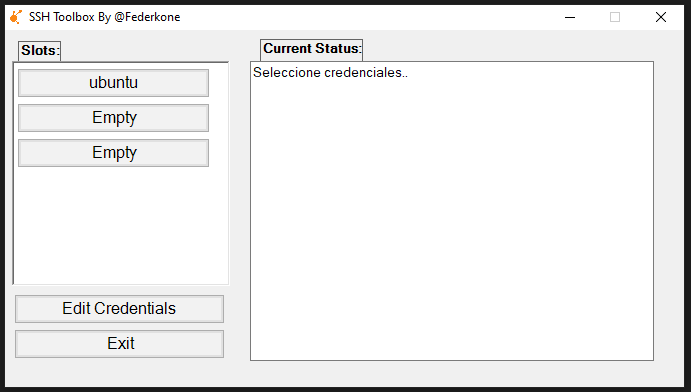 SSH Toolbox By @Federkone
Slots:
ubuntu
Empty
Empty
Edit Credentials
Exit
Current Status:
Seleccione credenciales..